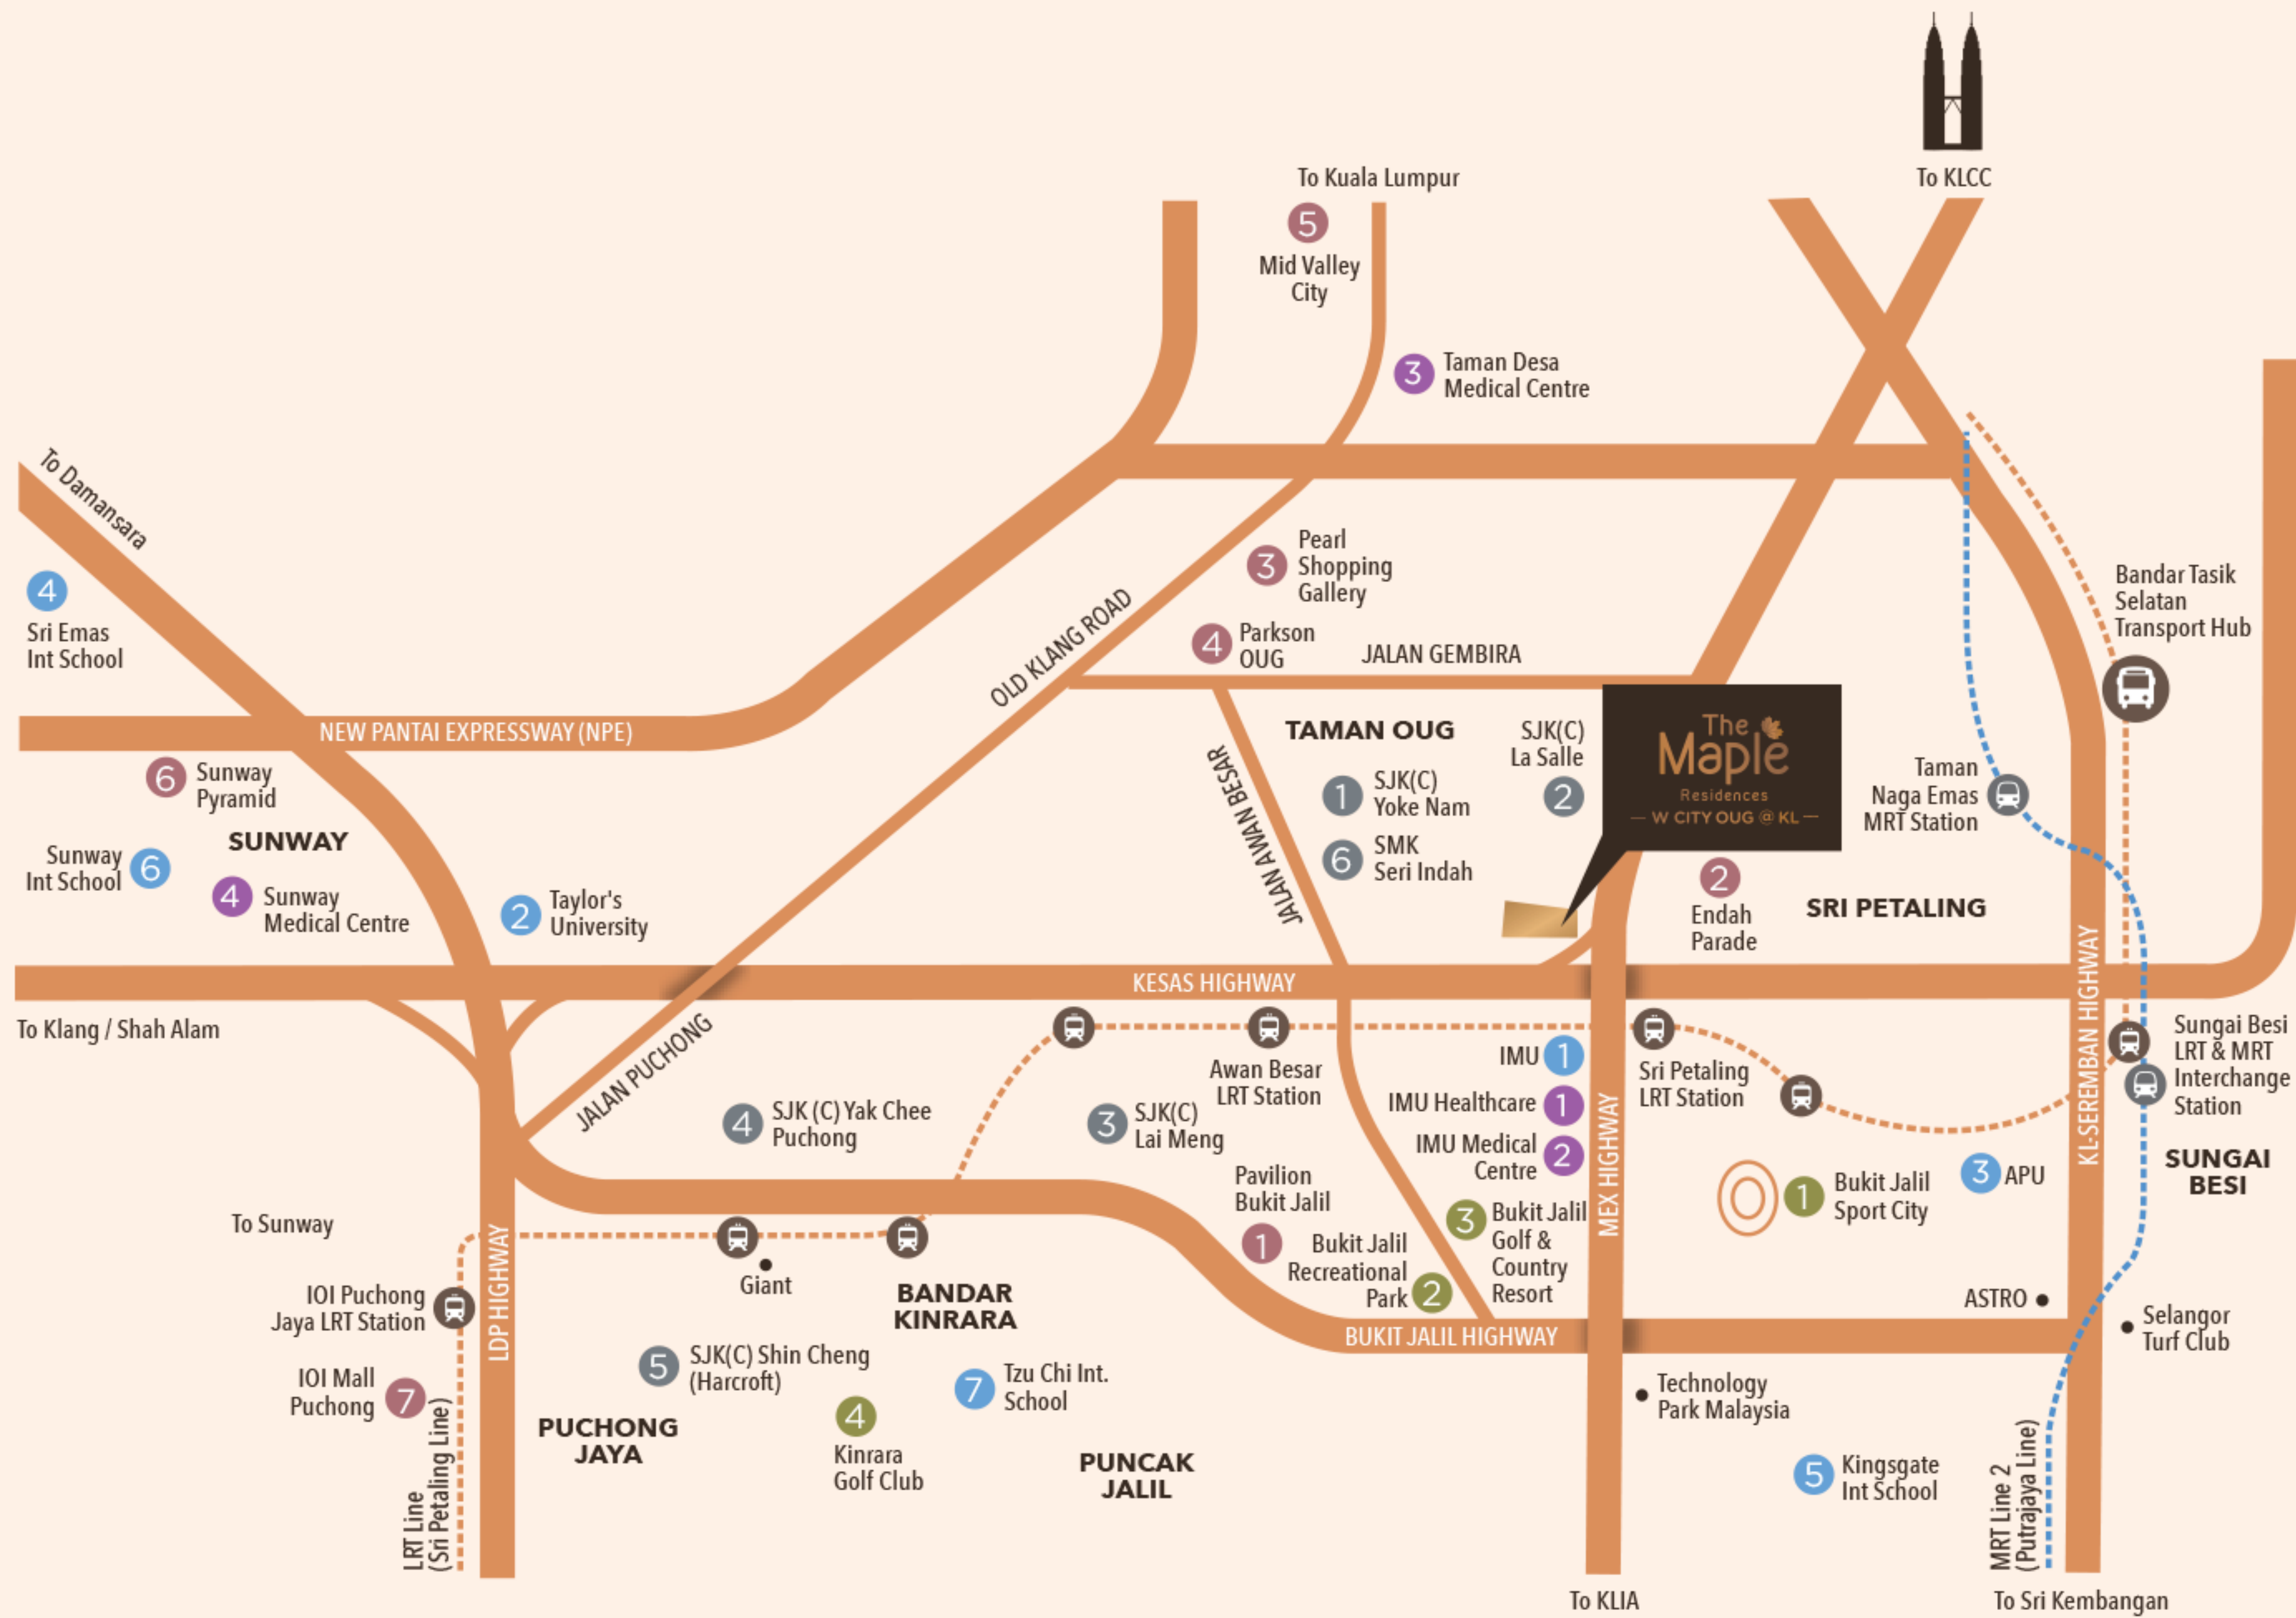 To KLCC
To Kuala Lumpur
5
Mid Valley
City
3
Taman Desa
Medical Centre
To Damansara
4
Sri Emas
Int School
3
Pearl
Shopping
Gallery
4
Parkson
OUG
OLD KLANG ROAD
JALAN GEMBIRA
Bandar Tasik
Selatan
Transport Hub
NEW PANTAI EXPRESSWAY (NPE)
6
Sunway
Pyramid
SUNWAY
Sunway
Int School
6
4
Sunway
Medical Centre
2
Taylor's
University
JALAN AWAN BESAR
TAMAN OUG
1
SJK(C)
Yoke Nam
6
SMK
Seri Indah
SJK(C)
La Salle
2
The
Maple
Residences
— W CITY OUG @ KL —
2
Endah
Parade
SRI PETALING
Taman
Naga Emas
MRT Station
KESAS HIGHWAY
KL-SEREMBAN HIGHWAY
To Klang / Shah Alam
JALAN PUCHONG
Awan Besar
LRT Station
IMU
1
IMU Healthcare
1
IMU Medical
Centre
2
MEX HIGHWAY
Sri Petaling
LRT Station
Sungai Besi
LRT & MRT
Interchange
Station
SUNGAI
BESI
4
SJK (C) Yak Chee
Puchong
3
SJK(C)
Lai Meng
Pavilion
Bukit Jalil
1
Bukit Jalil
Recreational
Park
2
3
Bukit Jalil
Golf &
Country
Resort
1
Bukit Jalil
Sport City
3
APU
To Sunway
LDP HIGHWAY
Giant
BANDAR
KINRARA
IOI Puchong
Jaya LRT Station
IOI Mall
Puchong
7
LRT Line
(Sri Petaling Line)
5
SJK(C) Shin Cheng
(Harcroft)
PUCHONG
JAYA
4
Kinrara
Golf Club
7
Tzu Chi Int.
School
PUNCAK
JALIL
BUKIT JALIL HIGHWAY
ASTRO
Selangor
Turf Club
Technology
Park Malaysia
5
Kingsgate
Int School
MRT Line 2
(Putrajaya Line)
To KLIA
To Sri Kembangan